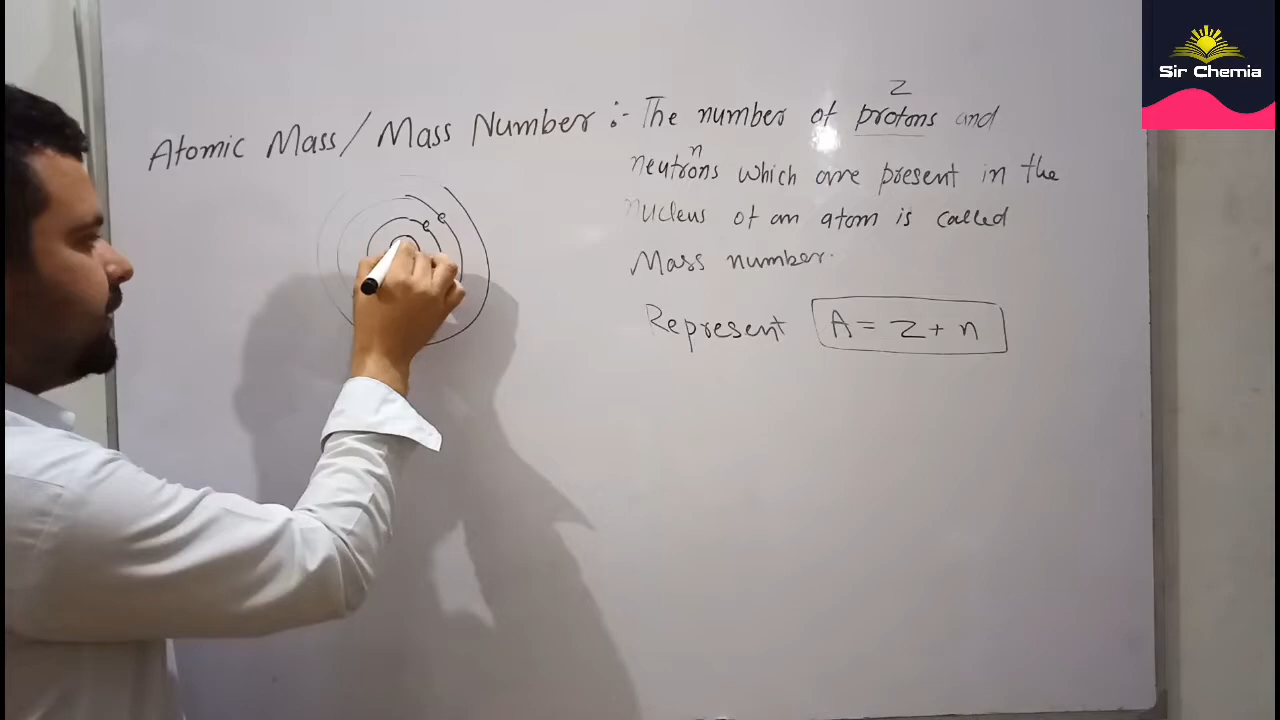 Sir Chemia
Z
Atomic Mass/Mass Number :- The number of protons and
n
neutrons which are present in the
nucleus of an atom is called
Mass number.
e
e
Represent A = Z + n